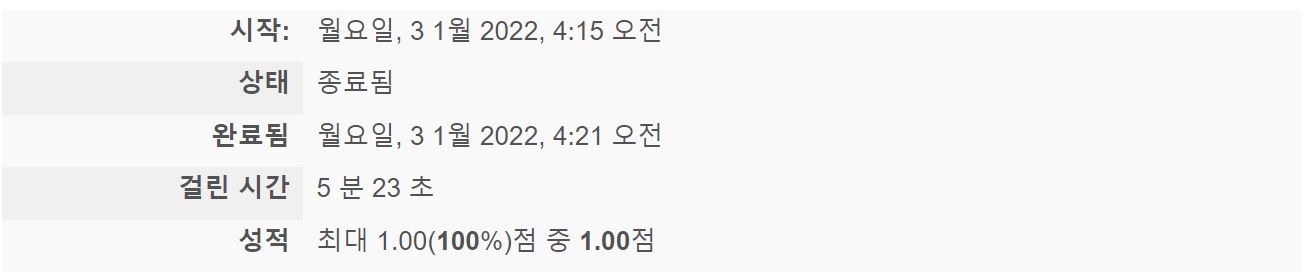 시작: 월요일, 3 1월 2022, 4:15 오전
상태 종료됨
완료됨 월요일, 3 1월 2022, 4:21 오전
걸린 시간 5 분 23 초
성적 최대 1.00(100%)점 중 1.00점